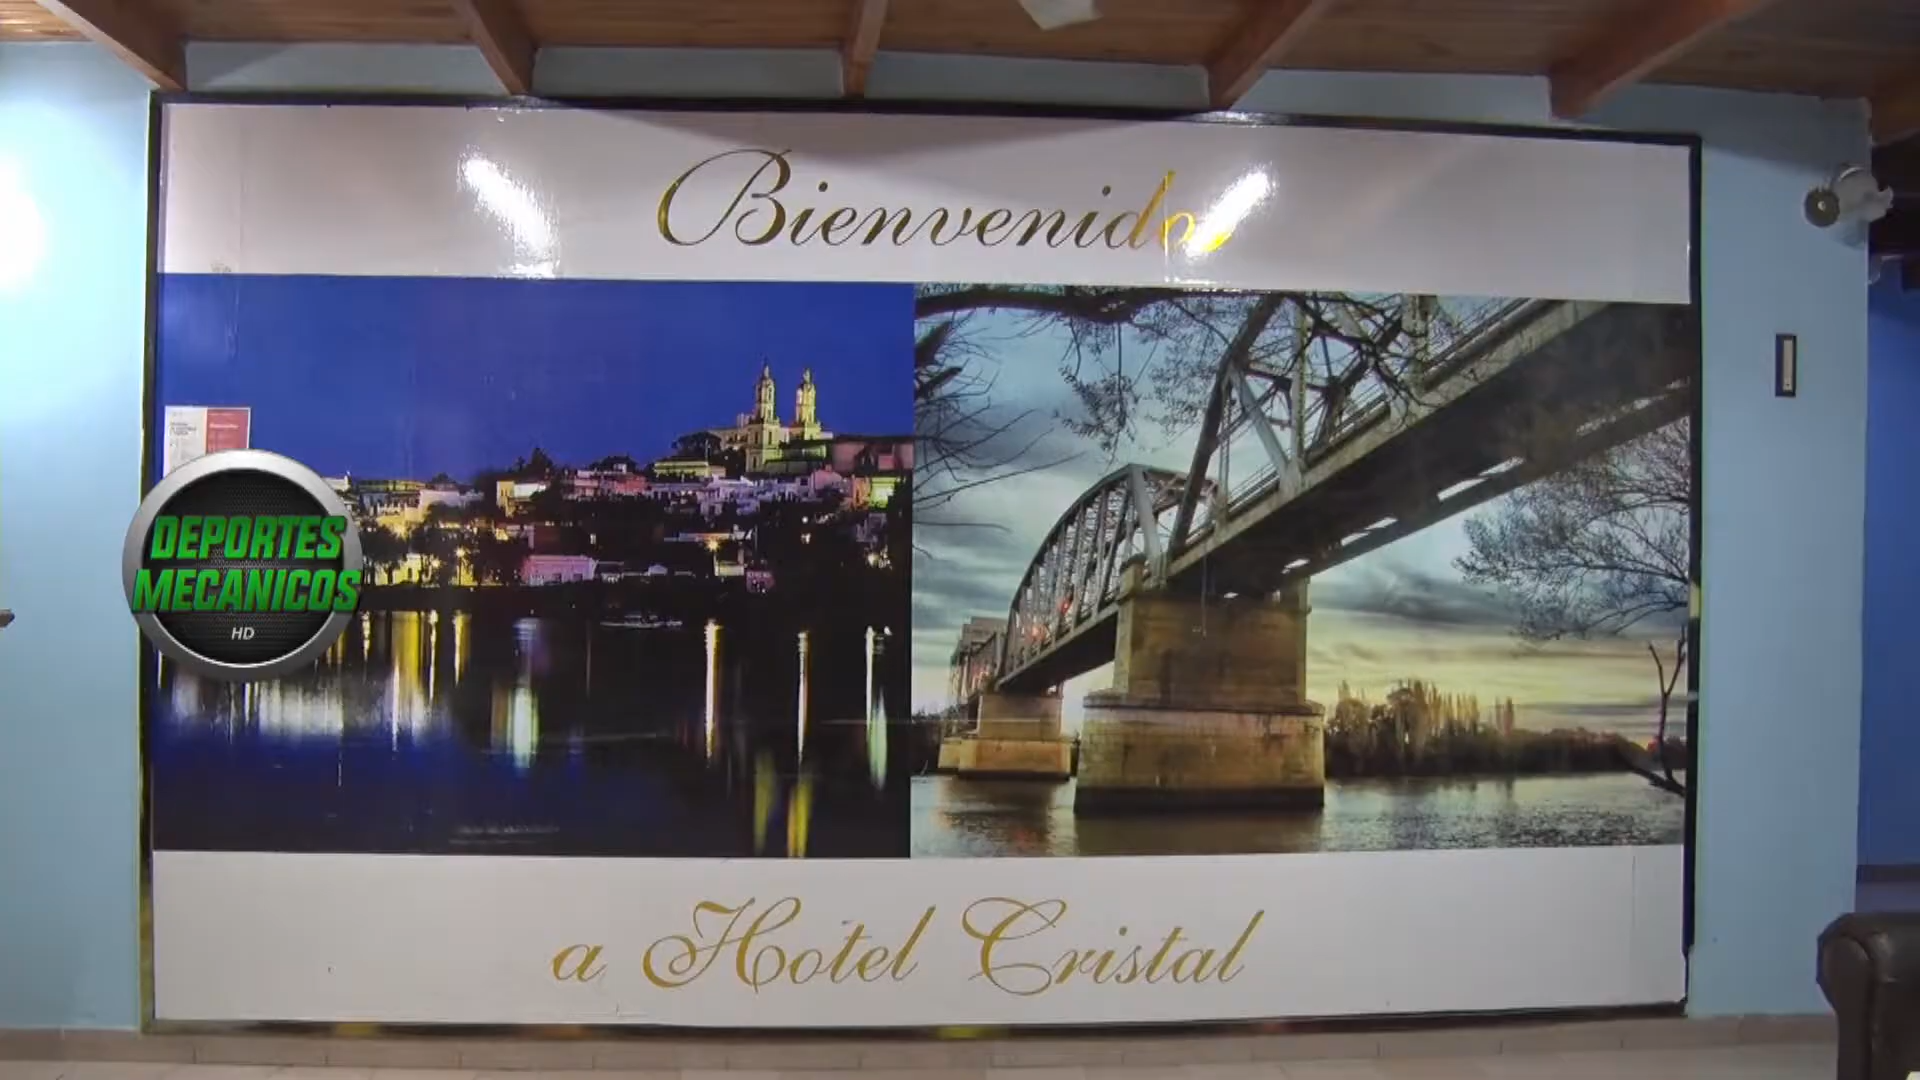 Bienvenidos
DEPORTES
MECANICOS
HD
a Hotel Cristal